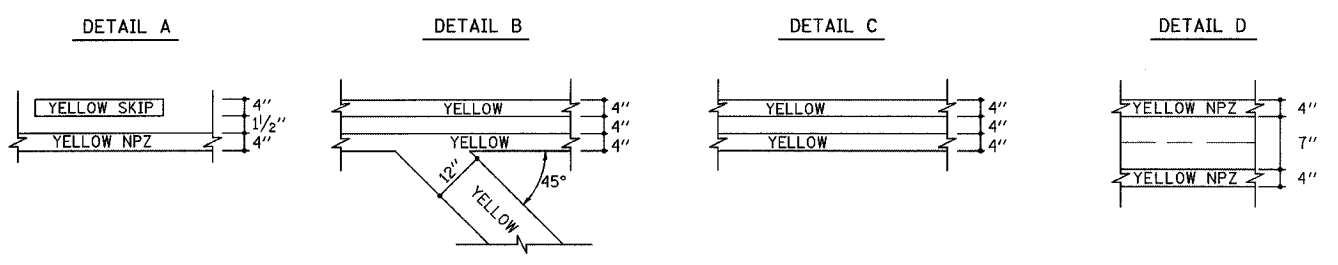 DETAIL A
YELLOW SKIP
YELLOW NPZ
4"
1 1/2"
4"
DETAIL B
YELLOW
YELLOW
4"
4"
4"
12"
YELLOW
45°
DETAIL C
YELLOW
YELLOW
4"
4"
4"
DETAIL D
YELLOW NPZ
YELLOW NPZ
4"
7"
4"